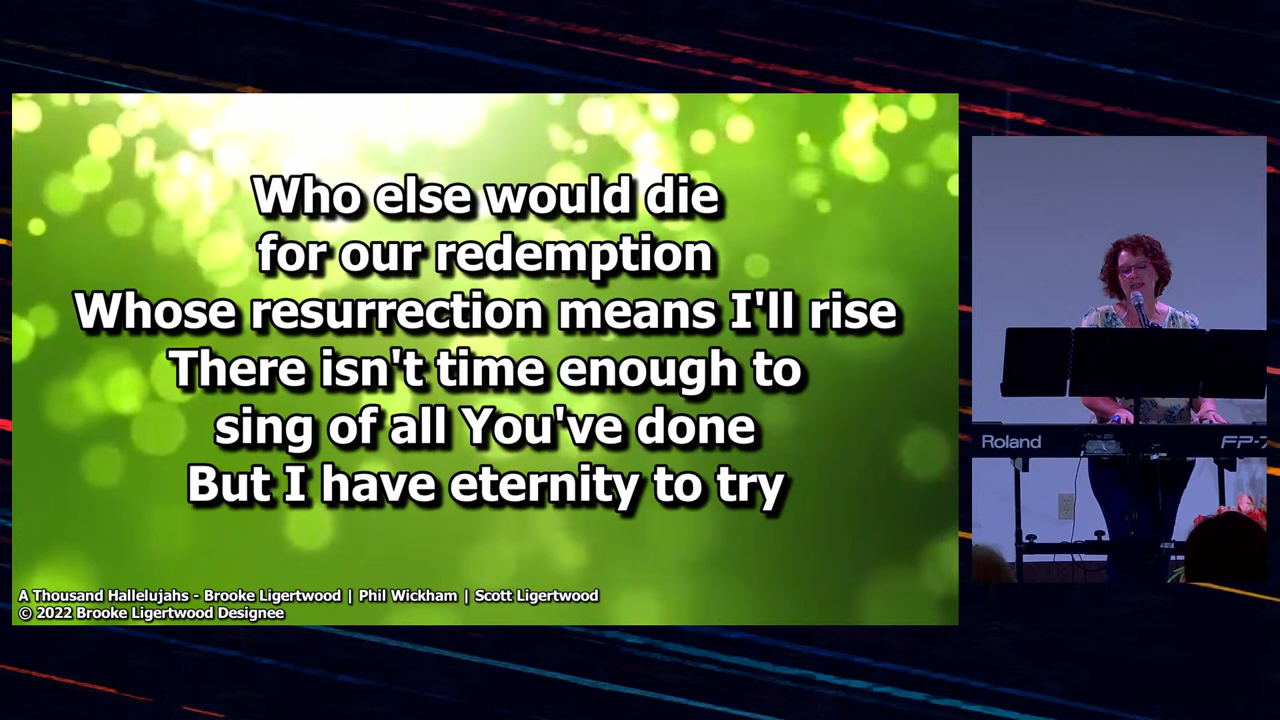 Who else would die
for our redemption
Whose resurrection means I'll rise
There isn't time enough to
sing of all You've done
But I have eternity to try
A Thousand Hallelujahs - Brooke Ligertwood | Phil Wickham | Scott Ligertwood
© 2022 Brooke Ligertwood Designee
Roland
FP-7